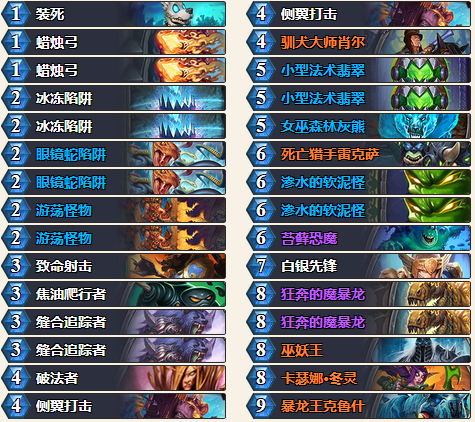 1 装死
1 蜡烛弓
1 蜡烛弓
2 冰冻陷阱
2 冰冻陷阱
2 眼镜蛇陷阱
2 眼镜蛇陷阱
2 游荡怪物
2 游荡怪物
3 致命射击
3 焦油爬行者
3 缝合追踪者
3 缝合追踪者
4 破法者
4 侧翼打击
4 侧翼打击
4 驯犬大师肖尔
5 小型法术翡翠
5 小型法术翡翠
5 女巫森林灰熊
6 死亡猎手雷克萨
6 渗水的软泥怪
6 渗水的软泥怪
6 苔藓恐魔
7 白银先锋
8 狂奔的魔暴龙
8 狂奔的魔暴龙
8 巫妖王
8 卡瑟娜·冬灵
9 暴龙王克鲁什